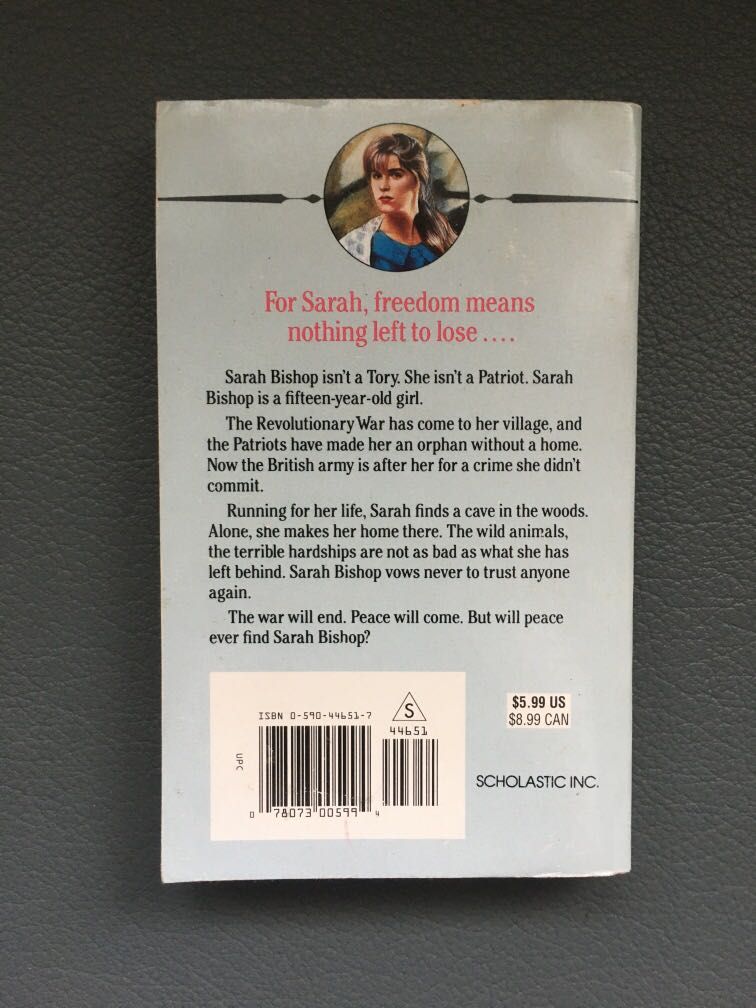 For Sarah, freedom means
nothing left to lose ....
Sarah Bishop isn't a Tory. She isn't a Patriot. Sarah
Bishop is a fifteen-year-old girl.
The Revolutionary War has come to her village, and
the Patriots have made her an orphan without a home.
Now the British army is after her for a crime she didn't
commit.
Running for her life, Sarah finds a cave in the woods.
Alone, she makes her home there. The wild animals,
the terrible hardships are not as bad as what she has
left behind. Sarah Bishop vows never to trust anyone
again.
The war will end. Peace will come. But will peace
ever find Sarah Bishop?
ISBN 0-590-44651-7
S
44651
UPC
0 78073 00599 4
$5.99 US
$8.99 CAN
SCHOLASTIC INC.